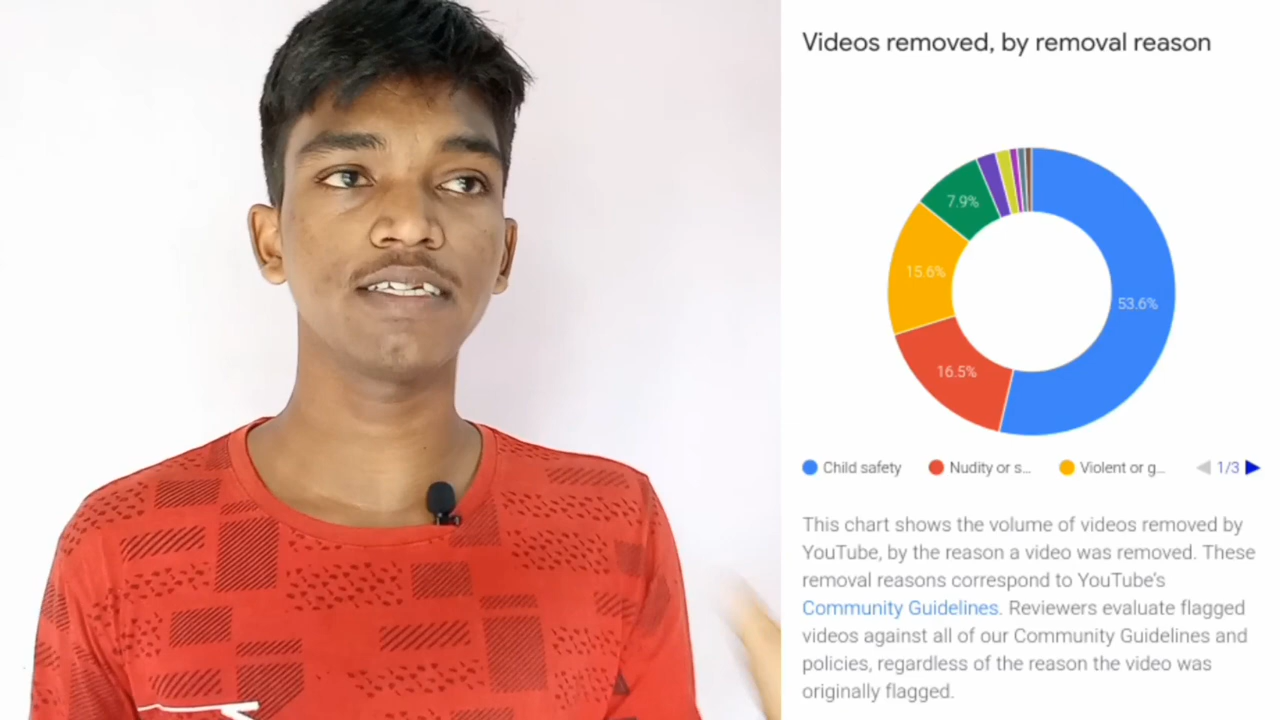 Videos removed, by removal reason
7.9%
15.6%
53.6%
16.5%
Child safety
Nudity or s...
Violent or g...
1/3
This chart shows the volume of videos removed by
YouTube, by the reason a video was removed. These
removal reasons correspond to YouTube's
Community Guidelines. Reviewers evaluate flagged
videos against all of our Community Guidelines and
policies, regardless of the reason the video was
originally flagged.